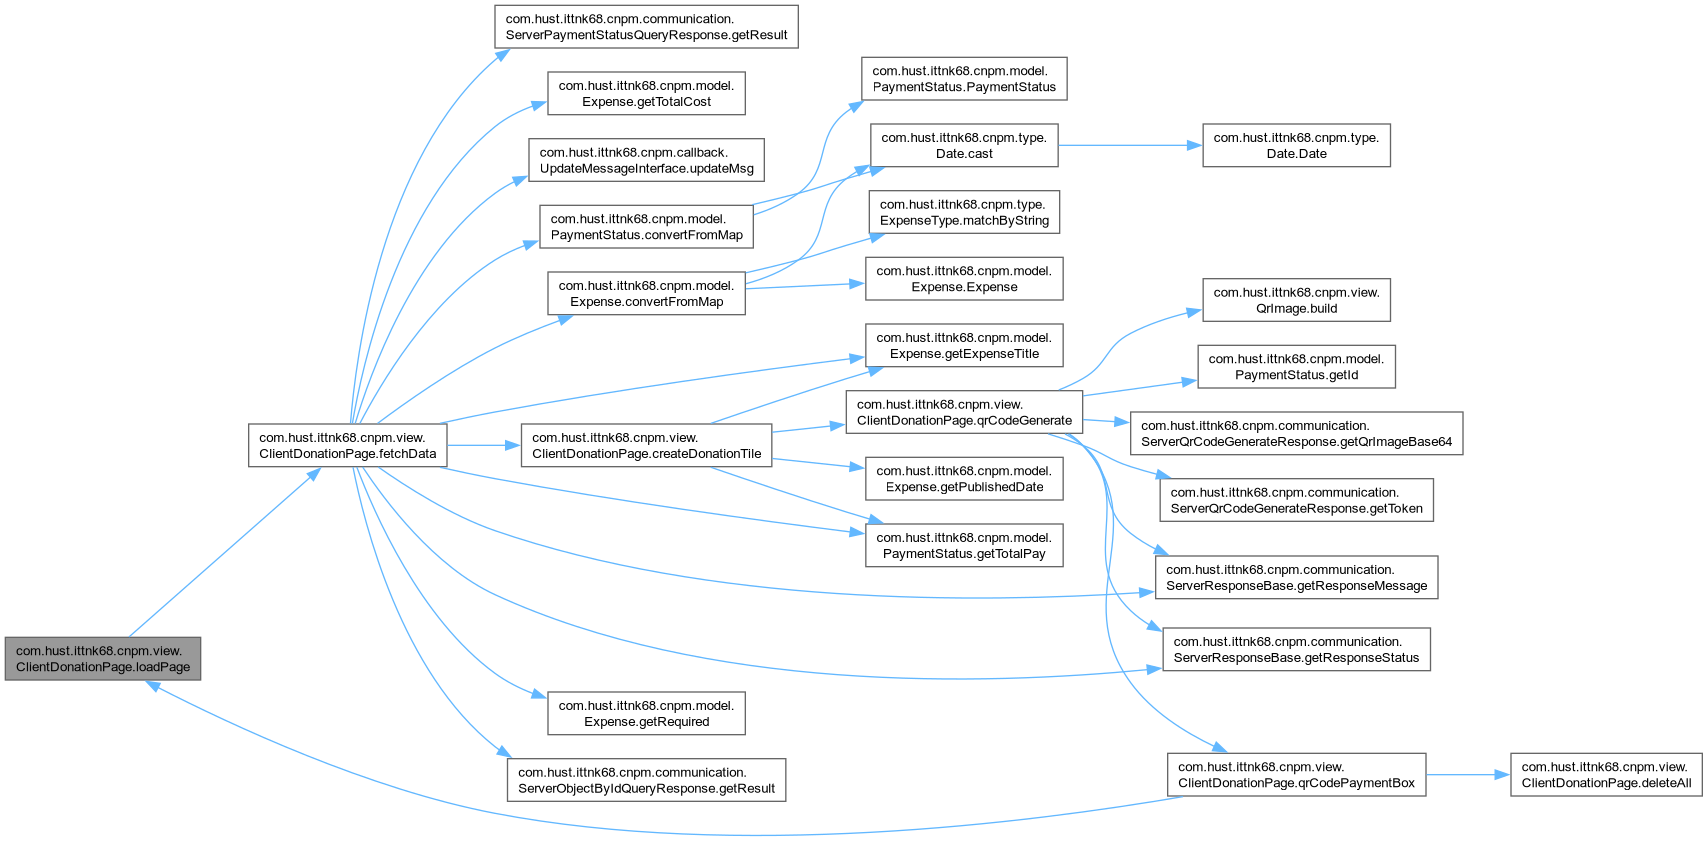 com.hust.ittnk68.cnpm.communication.
ServerPaymentStatusQueryResponse.getResult
com.hust.ittnk68.cnpm.model.
Expense.getTotalCost
com.hust.ittnk68.cnpm.callback.
UpdateMessageInterface.updateMsg
com.hust.ittnk68.cnpm.model.
PaymentStatus.convertFromMap
com.hust.ittnk68.cnpm.model.
Expense.convertFromMap
com.hust.ittnk68.cnpm.model.
PaymentStatus.PaymentStatus
com.hust.ittnk68.cnpm.type.
Date.cast
com.hust.ittnk68.cnpm.type.
Date.Date
com.hust.ittnk68.cnpm.type.
ExpenseType.matchByString
com.hust.ittnk68.cnpm.model.
Expense.Expense
com.hust.ittnk68.cnpm.model.
Expense.getExpenseTitle
com.hust.ittnk68.cnpm.view.
QrImage.build
com.hust.ittnk68.cnpm.model.
PaymentStatus.getId
com.hust.ittnk68.cnpm.view.
ClientDonationPage.qrCodeGenerate
com.hust.ittnk68.cnpm.communication.
ServerQrCodeGenerateResponse.getQrImageBase64
com.hust.ittnk68.cnpm.view.
ClientDonationPage.fetchData
com.hust.ittnk68.cnpm.view.
ClientDonationPage.createDonationTile
com.hust.ittnk68.cnpm.model.
Expense.getPublishedDate
com.hust.ittnk68.cnpm.communication.
ServerQrCodeGenerateResponse.getToken
com.hust.ittnk68.cnpm.model.
PaymentStatus.getTotalPay
com.hust.ittnk68.cnpm.communication.
ServerResponseBase.getResponseMessage
com.hust.ittnk68.cnpm.communication.
ServerResponseBase.getResponseStatus
com.hust.ittnk68.cnpm.view.
ClientDonationPage.loadPage
com.hust.ittnk68.cnpm.model.
Expense.getRequired
com.hust.ittnk68.cnpm.communication.
ServerObjectByIdQueryResponse.getResult
com.hust.ittnk68.cnpm.view.
ClientDonationPage.qrCodePaymentBox
com.hust.ittnk68.cnpm.view.
ClientDonationPage.deleteAll